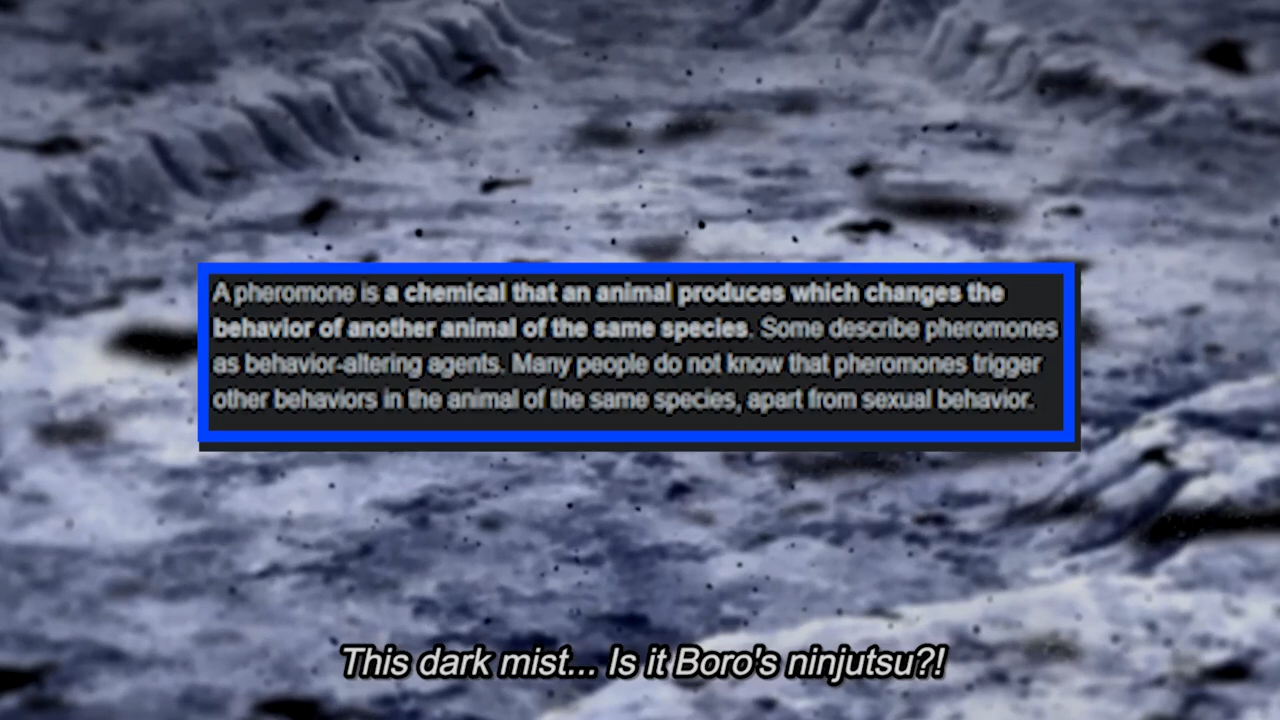 A pheromone is a chemical that an animal produces which changes the
behavior of another animal of the same species. Some describe pheromones
as behavior-altering agents. Many people do not know that pheromones trigger
other behaviors in the animal of the same species, apart from sexual behavior.
This dark mist... Is it Boro's ninjutsu?!